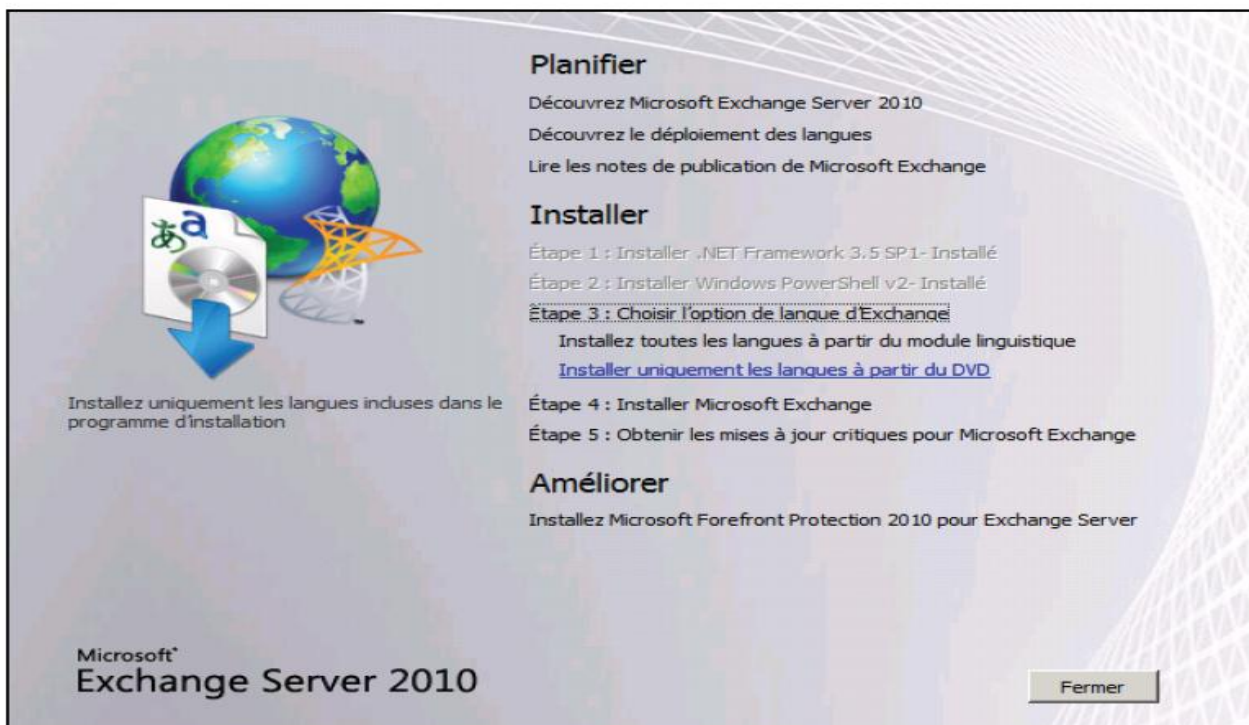 Planifier
Découvrez Microsoft Exchange Server 2010
Découvrez le déploiement des langues
Lire les notes de publication de Microsoft Exchange
Installer
Étape 1 : Installer .NET Framework 3.5 SP1- Installé
Étape 2 : Installer Windows PowerShell v2- Installé
Étape 3 : Choisir l'option de langue d'Exchange
Installez toutes les langues à partir du module linguistique
Installer uniquement les langues à partir du DVD
Étape 4 : Installer Microsoft Exchange
Étape 5 : Obtenir les mises à jour critiques pour Microsoft Exchange
Améliorer
Installez Microsoft Forefront Protection 2010 pour Exchange Server
あ a
Installez uniquement les langues incluses dans le
programme d'installation
Microsoft
Exchange Server 2010
Fermer